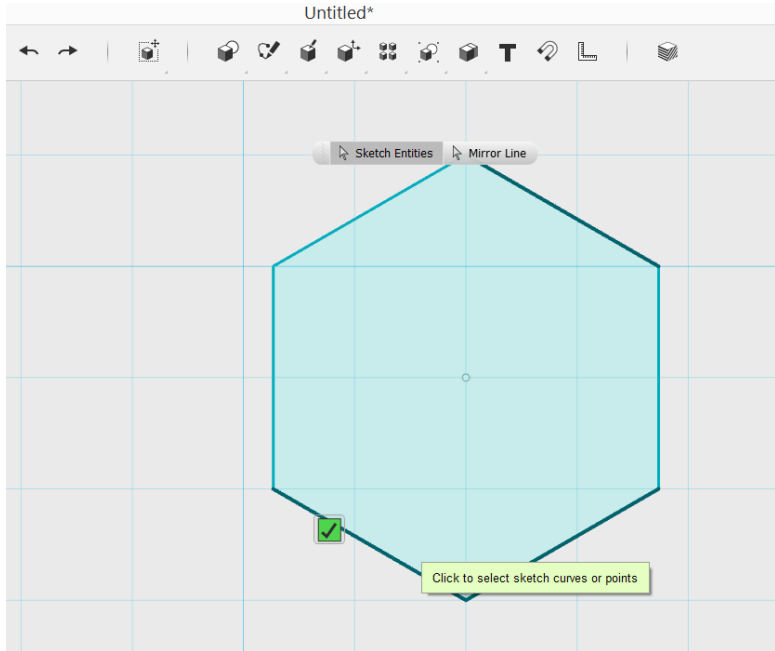 Untitled*
T
Sketch Entities
Mirror Line
Click to select sketch curves or points